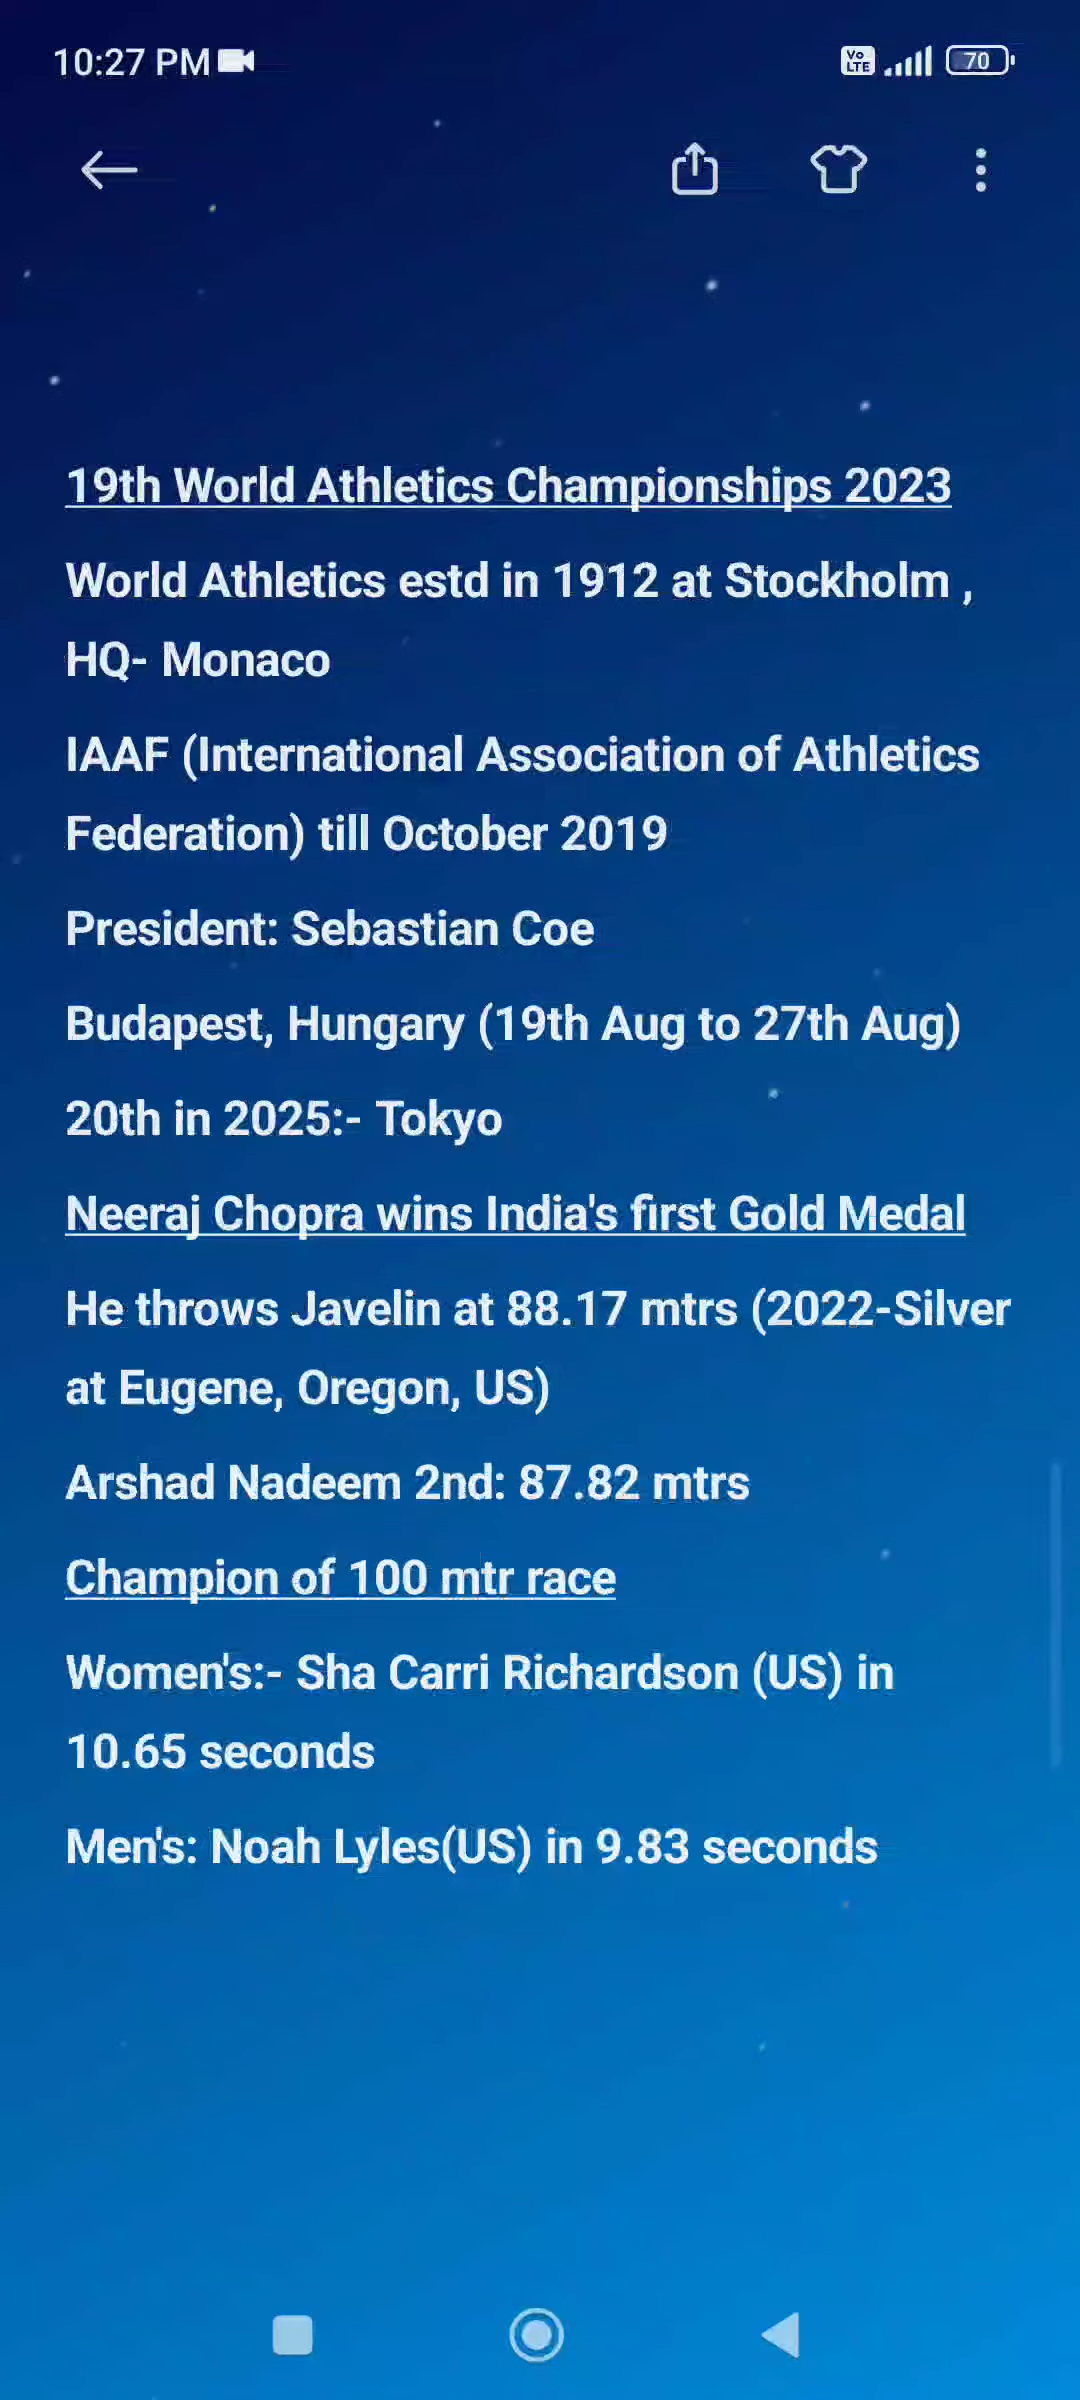 10:27 PM
Vo LTE
70
19th World Athletics Championships 2023
World Athletics estd in 1912 at Stockholm ,
HQ- Monaco
IAAF (International Association of Athletics
Federation) till October 2019
President: Sebastian Coe
Budapest, Hungary (19th Aug to 27th Aug)
20th in 2025:- Tokyo
Neeraj Chopra wins India's first Gold Medal
He throws Javelin at 88.17 mtrs (2022-Silver
at Eugene, Oregon, US)
Arshad Nadeem 2nd: 87.82 mtrs
Champion of 100 mtr race
Women's:- Sha Carri Richardson (US) in
10.65 seconds
Men's: Noah Lyles(US) in 9.83 seconds